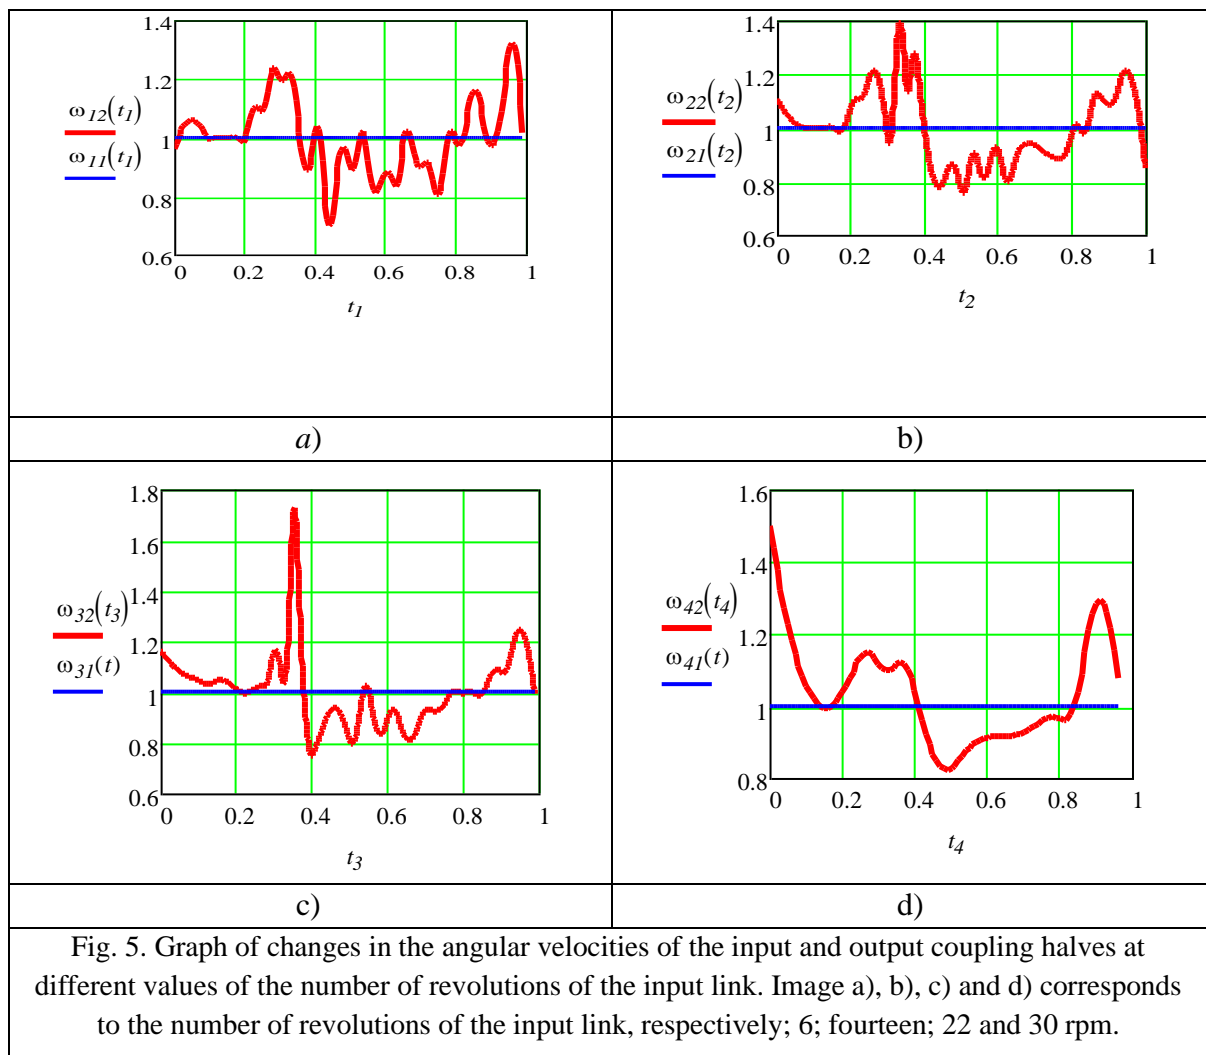 1.4
1.2
ω12(t1)
1
ω11(t1)
0.8
0.6
0 0.2 0.4 0.6 0.8 1
t1
1.4
1.2
ω22(t2)
1
ω21(t2)
0.8
0.6
0 0.2 0.4 0.6 0.8 1
t2
a)
b)
1.8
1.6
1.4
ω32(t3)
1.2
ω31(t)
1
0.8
0.6
0 0.2 0.4 0.6 0.8 1
t3
1.6
1.4
ω42(t4)
1.2
ω41(t)
1
0.8
0 0.2 0.4 0.6 0.8 1
t4
c)
d)
Fig. 5. Graph of changes in the angular velocities of the input and output coupling halves at
different values of the number of revolutions of the input link. Image a), b), c) and d) corresponds
to the number of revolutions of the input link, respectively; 6; fourteen; 22 and 30 rpm.